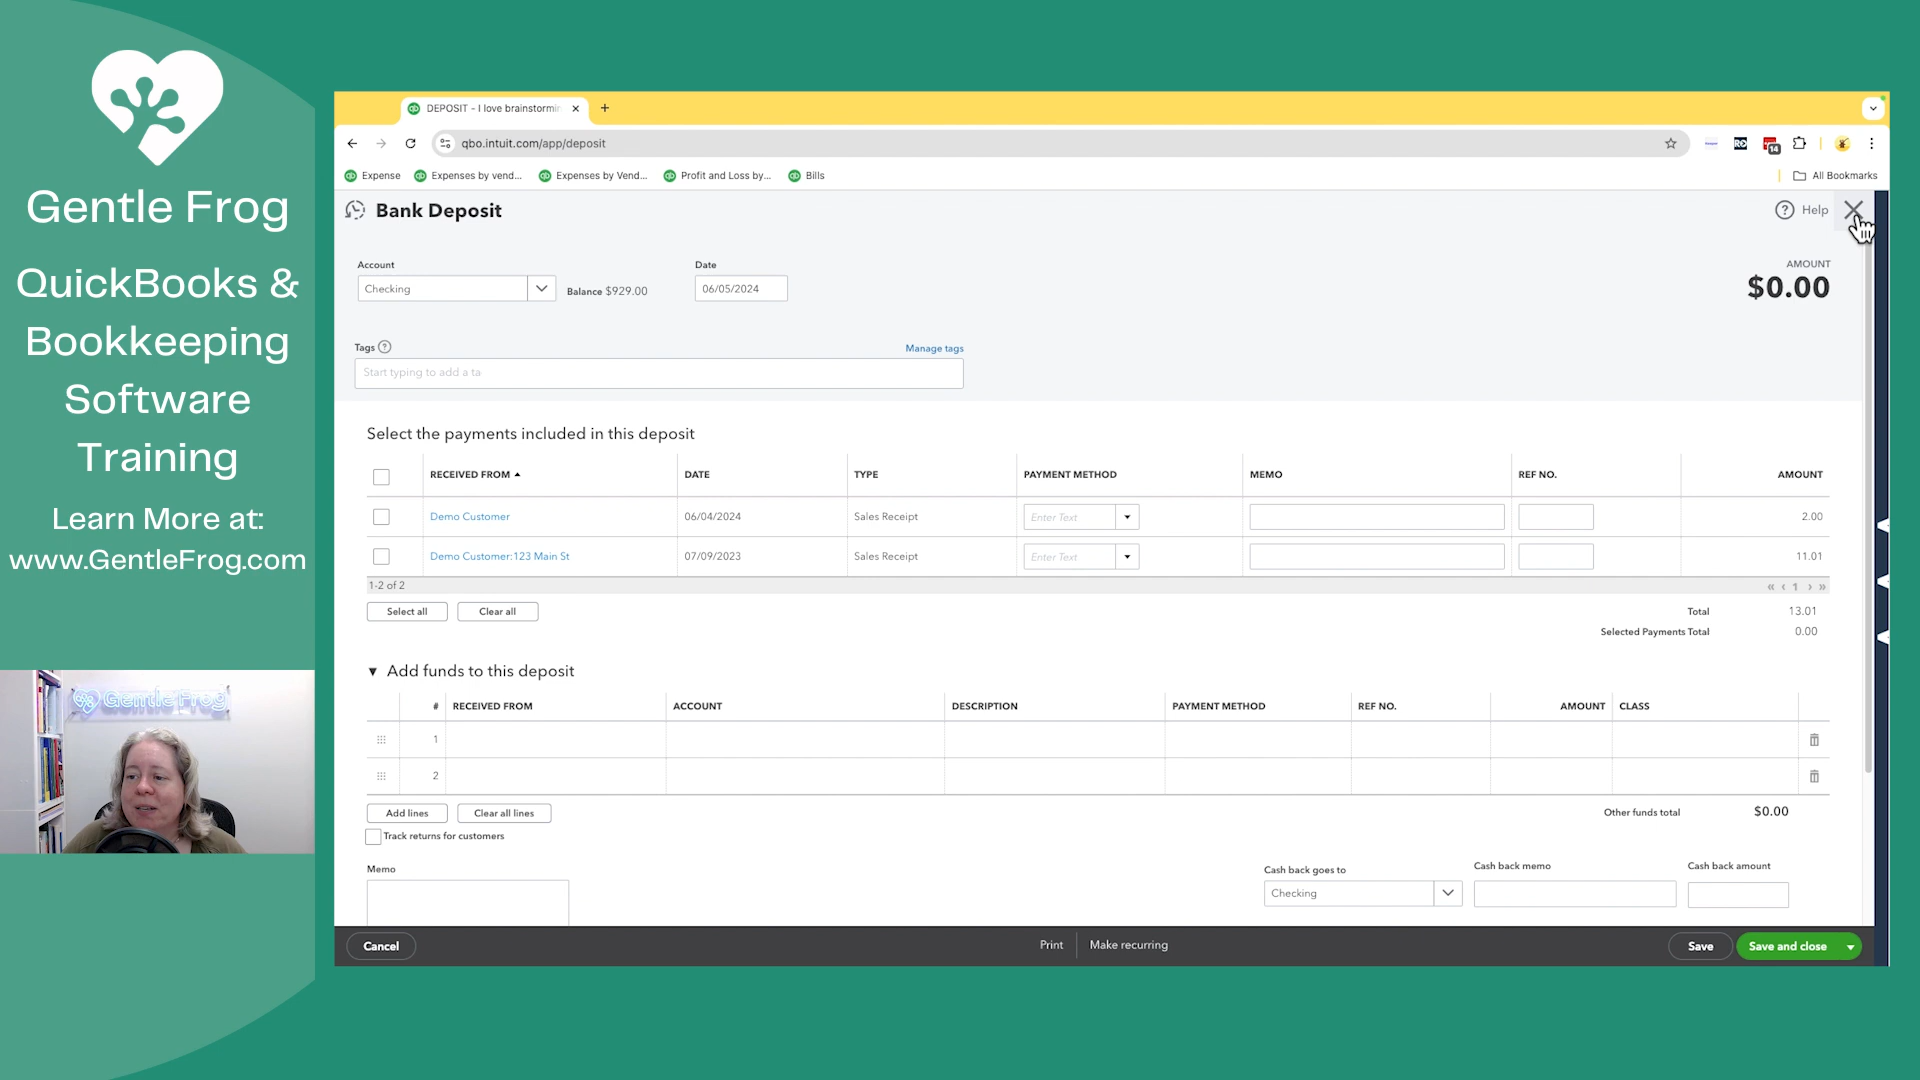 Gentle Frog
QuickBooks &
Bookkeeping
Software
Training
Learn More at:
www.GentleFrog.com
Gentle Frog
DEPOSIT - I love brainstormin
qbo.intuit.com/app/deposit
14
Expense
Expenses by vend...
Expenses by Vend...
Profit and Loss by...
Bills
All Bookmarks
Bank Deposit
Help
Account
Checking
Balance $929.00
Date
06/05/2024
AMOUNT
$0.00
Tags
Manage tags
Start typing to add a ta
Select the payments included in this deposit
RECEIVED FROM DATE TYPE PAYMENT METHOD MEMO REF NO. AMOUNT
Demo Customer 06/04/2024 Sales Receipt Enter Text 2.00
Demo Customer:123 Main St 07/09/2023 Sales Receipt Enter Text 11.01
1-2 of 2
« ‹ 1 › »
Select all Clear all
Total 13.01
Selected Payments Total 0.00
Add funds to this deposit
# RECEIVED FROM ACCOUNT DESCRIPTION PAYMENT METHOD REF NO. AMOUNT CLASS
1
2
Add lines Clear all lines
Other funds total $0.00
Track returns for customers
Memo
Cash back goes to
Checking
Cash back memo
Cash back amount
Cancel
Print
Make recurring
Save
Save and close